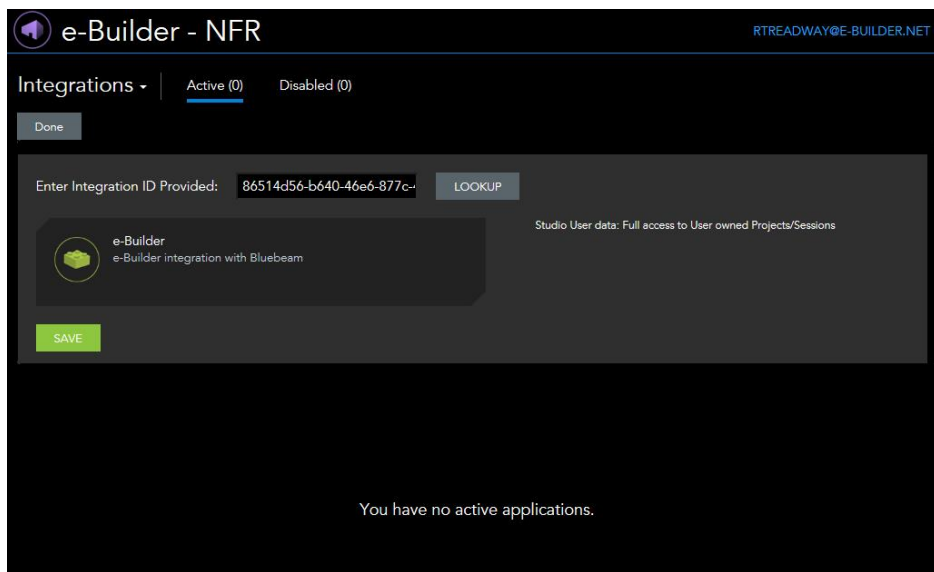 e-Builder - NFR
RTREADWAY@E-BUILDER.NET
Integrations
Active (0)
Disabled (0)
Done
Enter Integration ID Provided:
86514d56-b640-46e6-877c-
LOOKUP
Studio User data: Full access to User owned Projects/Sessions
e-Builder
e-Builder integration with Bluebeam
SAVE
You have no active applications.